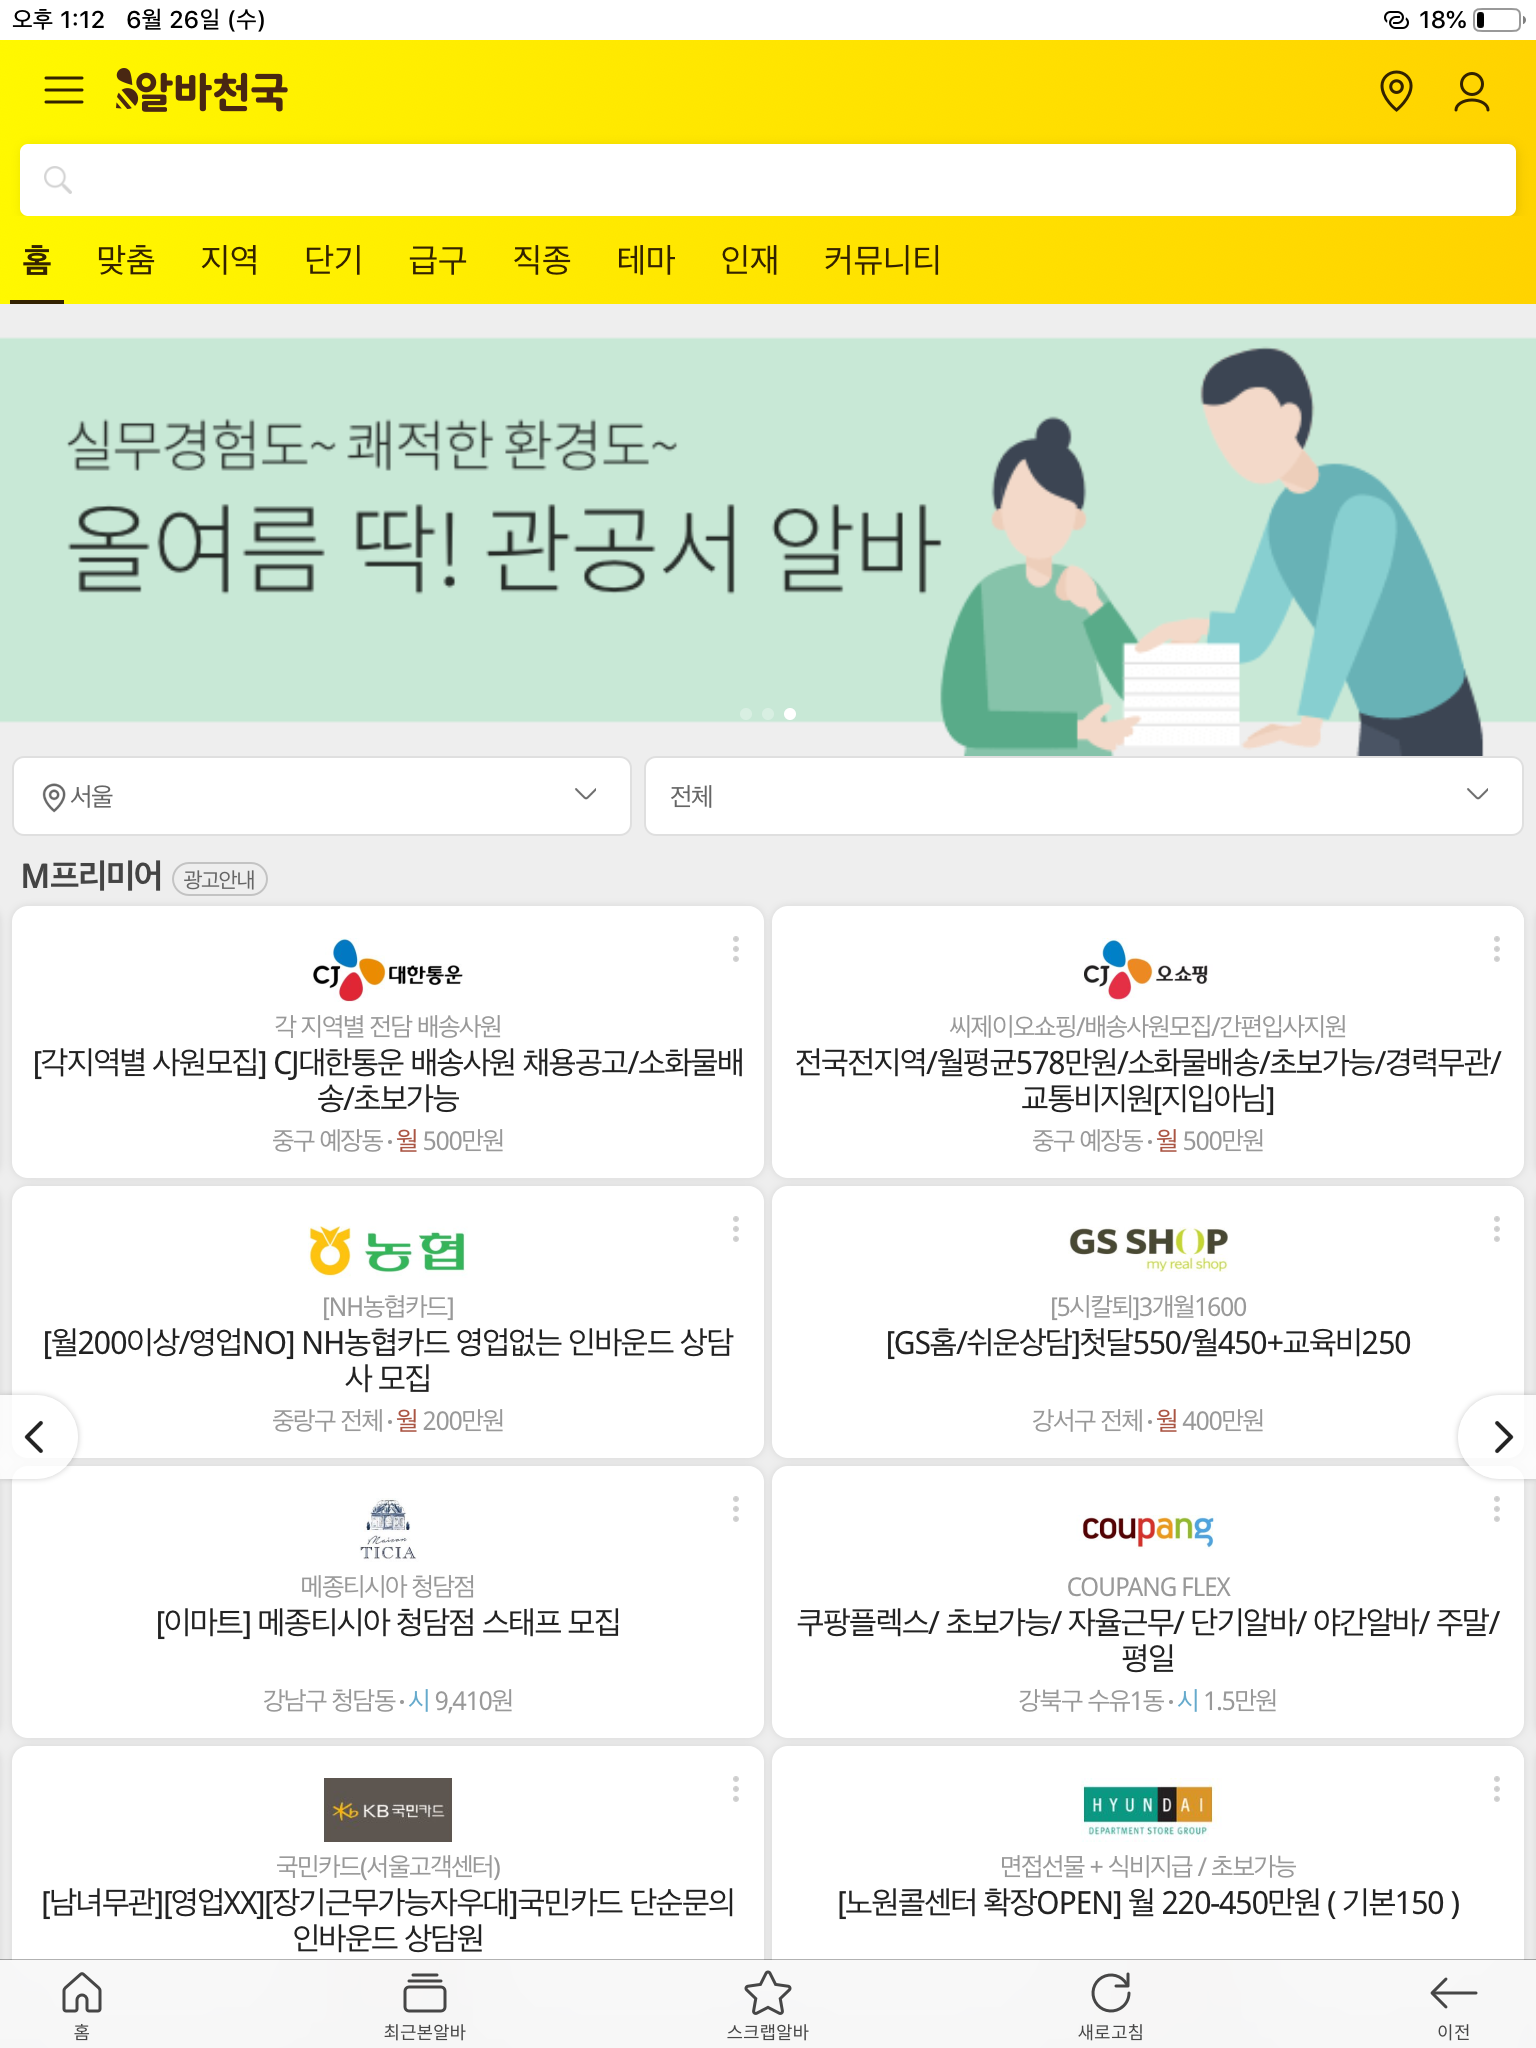 오후 1:12 6월 26일 (수)
18%
알바천국
홈 맞춤 지역 단기 급구 직종 테마 인재 커뮤니티
실무경험도~ 쾌적한 환경도~
올여름 딱! 관공서 알바
서울
전체
M프리미어 광고안내
CJ대한통운
각 지역별 전담 배송사원
[각지역별 사원모집] CJ대한통운 배송사원 채용공고/소화물배
송/초보가능
중구 예장동·월 500만원
CJ오쇼핑
씨제이오쇼핑/배송사원모집/간편입사지원
전국전지역/월평균578만원/소화물배송/초보가능/경력무관/
교통비지원[지입아님]
중구 예장동·월 500만원
농협
[NH농협카드]
[월200이상/영업NO] NH농협카드 영업없는 인바운드 상담
사 모집
중랑구 전체·월 200만원
GS SHOP
my real shop
[5시칼퇴]3개월1600
[GS홈/쉬운상담]첫달550/월450+교육비250
강서구 전체·월 400만원
Maison
TICIA
메종티시아 청담점
[이마트] 메종티시아 청담점 스태프 모집
강남구 청담동·시 9,410원
coupang
COUPANG FLEX
쿠팡플렉스/ 초보가능/ 자율근무/ 단기알바/ 야간알바/ 주말/
평일
강북구 수유1동·시 1.5만원
KB국민카드
국민카드(서울고객센터)
[남녀무관][영업XX][장기근무가능자우대]국민카드 단순문의
인바운드 상담원
HYUNDAI
DEPARTMENT STORE GROUP
면접선물 + 식비지급 / 초보가능
[노원콜센터 확장OPEN] 월 220-450만원 ( 기본150 )
홈 최근본알바 스크랩알바 새로고침 이전